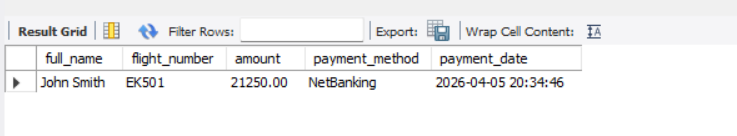 Result Grid Filter Rows: Export: Wrap Cell Content:
full_name flight_number amount payment_method payment_date
John Smith EK501 21250.00 NetBanking 2026-04-05 20:34:46